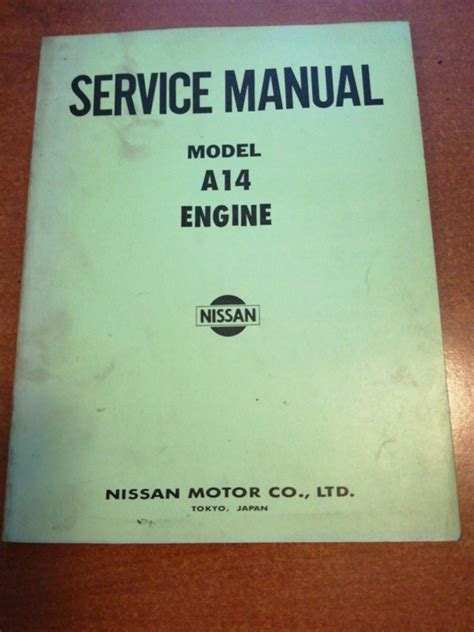 SERVICE MANUAL
MODEL
A14
ENGINE
NISSAN
NISSAN MOTOR CO., LTD.
TOKYO, JAPAN